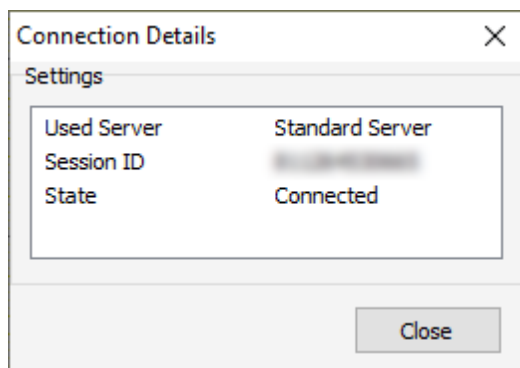 Connection Details
Settings
Used Server Standard Server
Session ID
State Connected
Close